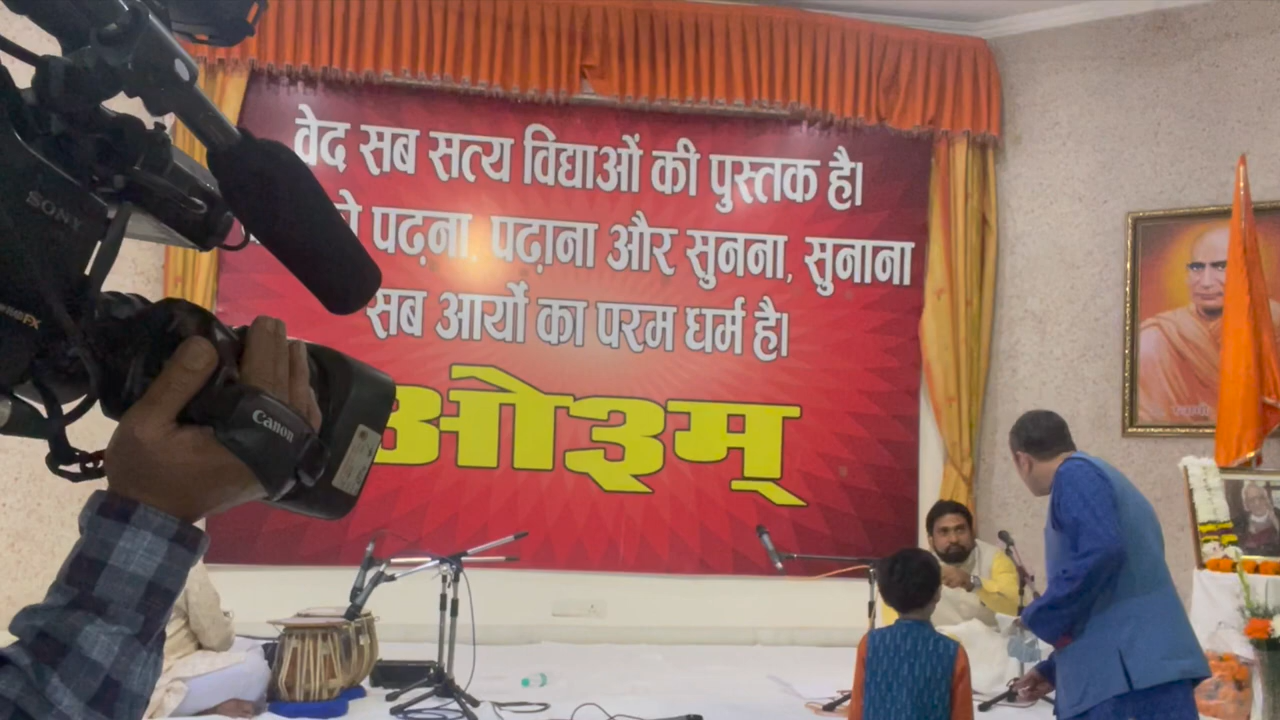 वेद सब सत्य विद्याओं की पुस्तक है।
पढ़ना, पढ़ाना और सुनना, सुनाना
सब आर्यो का परम धर्म है।
ओ३म्
SONY
Canon